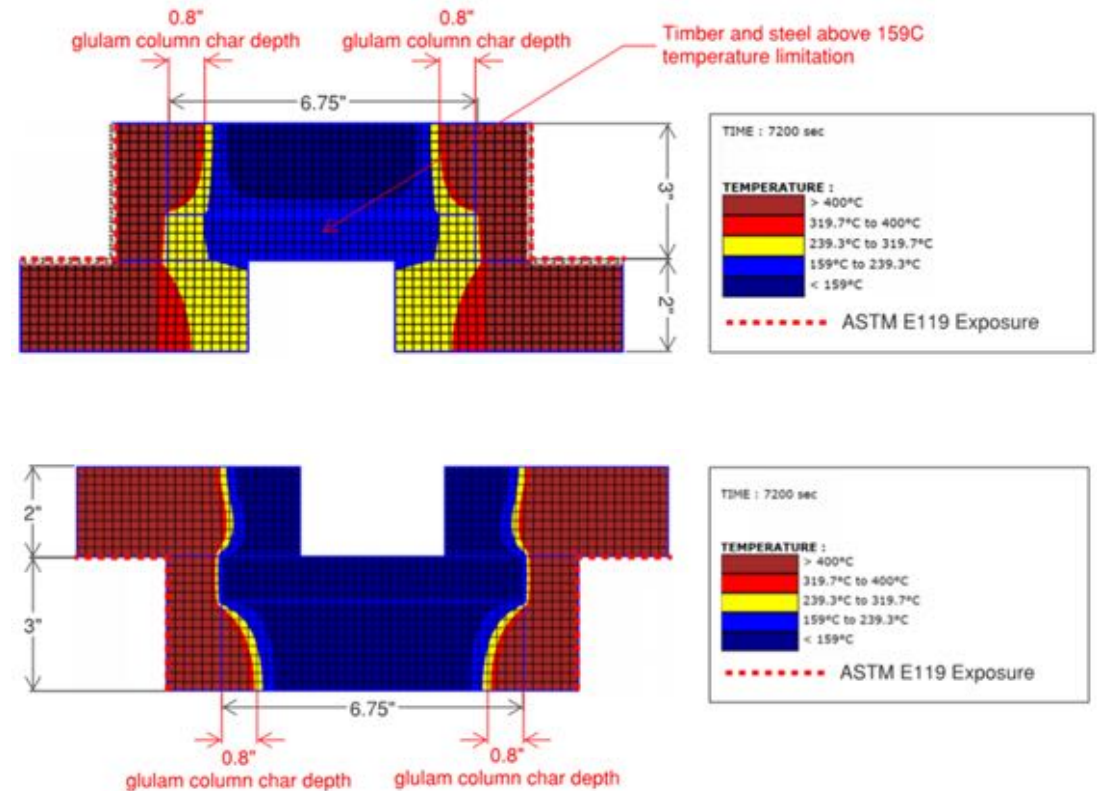 0.8"
glulam column char depth
0.8"
glulam column char depth
Timber and steel above 159C
temperature limitation
6.75"
3"
2"
TIME : 7200 sec
TEMPERATURE :
> 400°C
319.7°C to 400°C
239.3°C to 319.7°C
159°C to 239.3°C
< 159°C
ASTM E119 Exposure
2"
3"
6.75"
0.8"
glulam column char depth
0.8"
glulam column char depth
TIME : 7200 sec
TEMPERATURE :
> 400°C
319.7°C to 400°C
239.3°C to 319.7°C
159°C to 239.3°C
< 159°C
ASTM E119 Exposure